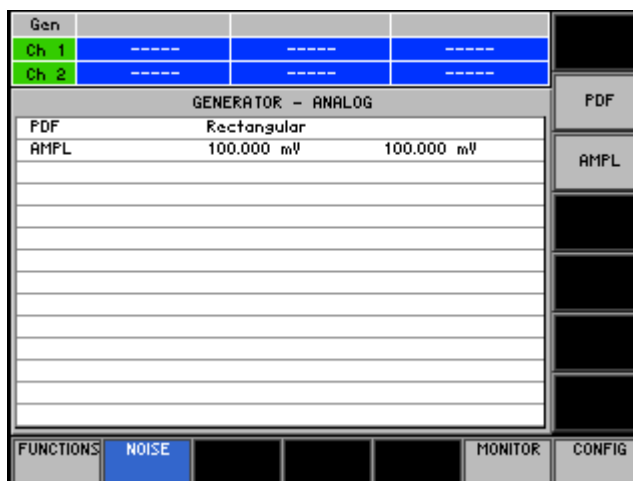 Gen
Ch 1 ----- ----- -----
Ch 2 ----- ----- -----
GENERATOR - ANALOG
PDF Rectangular
AMPL 100.000 mV 100.000 mV
PDF
AMPL
FUNCTIONS NOISE MONITOR CONFIG